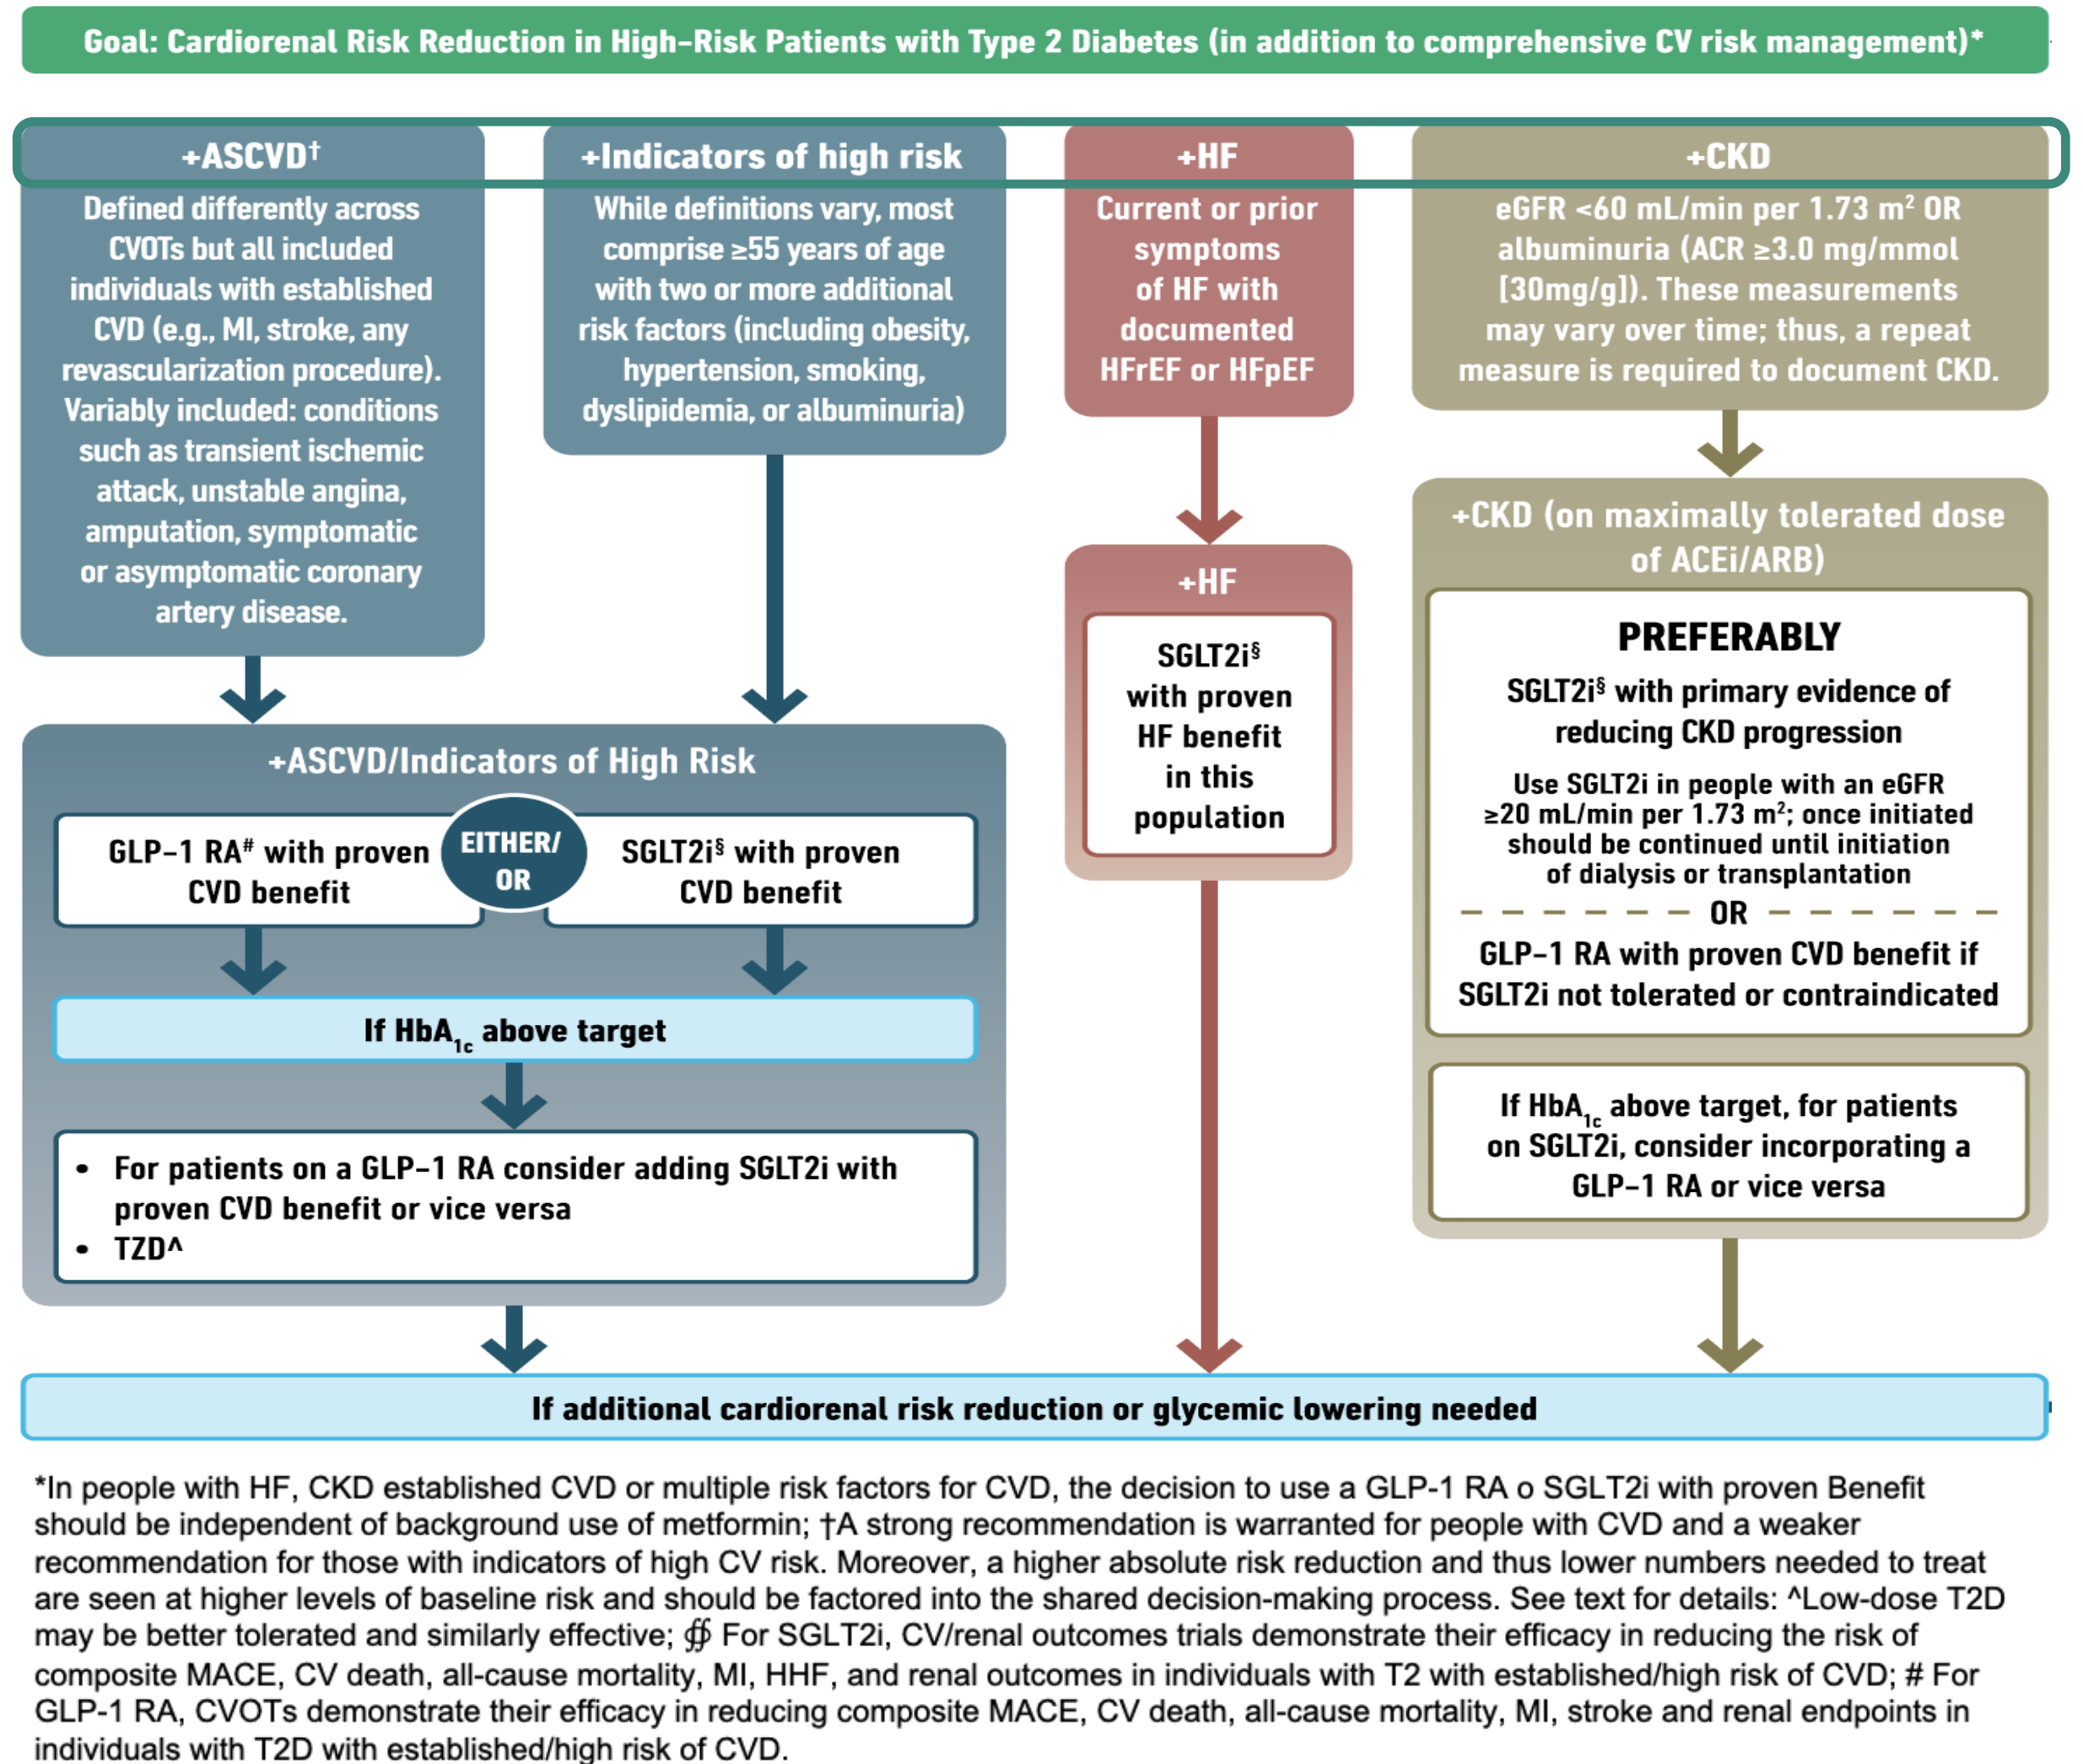 Goal: Cardiorenal Risk Reduction in High-Risk Patients with Type 2 Diabetes (in addition to comprehensive CV risk management)*
+ASCVD†
Defined differently across
CVOTs but all included
individuals with established
CVD (e.g., MI, stroke, any
revascularization procedure).
Variably included: conditions
such as transient ischemic
attack, unstable angina,
amputation, symptomatic
or asymptomatic coronary
artery disease.
+Indicators of high risk
While definitions vary, most
comprise ≥55 years of age
with two or more additional
risk factors (including obesity,
hypertension, smoking,
dyslipidemia, or albuminuria)
+HF
Current or prior
symptoms
of HF with
documented
HFrEF or HFpEF
+CKD
eGFR <60 mL/min per 1.73 m² OR
albuminuria (ACR ≥3.0 mg/mmol
[30mg/g]). These measurements
may vary over time; thus, a repeat
measure is required to document CKD.
+ASCVD/Indicators of High Risk
GLP-1 RA# with proven
CVD benefit
EITHER/
OR
SGLT2i§ with proven
CVD benefit
If HbA1c above target
• For patients on a GLP-1 RA consider adding SGLT2i with
proven CVD benefit or vice versa
• TZD^
+HF
SGLT2i§
with proven
HF benefit
in this
population
+CKD (on maximally tolerated dose
of ACEi/ARB)
PREFERABLY
SGLT2i§ with primary evidence of
reducing CKD progression
Use SGLT2i in people with an eGFR
≥20 mL/min per 1.73 m²; once initiated
should be continued until initiation
of dialysis or transplantation
OR
GLP-1 RA with proven CVD benefit if
SGLT2i not tolerated or contraindicated
If HbA1c above target, for patients
on SGLT2i, consider incorporating a
GLP-1 RA or vice versa
If additional cardiorenal risk reduction or glycemic lowering needed
*In people with HF, CKD established CVD or multiple risk factors for CVD, the decision to use a GLP-1 RA o SGLT2i with proven Benefit
should be independent of background use of metformin; †A strong recommendation is warranted for people with CVD and a weaker
recommendation for those with indicators of high CV risk. Moreover, a higher absolute risk reduction and thus lower numbers needed to treat
are seen at higher levels of baseline risk and should be factored into the shared decision-making process. See text for details: ^Low-dose T2D
may be better tolerated and similarly effective; ∯ For SGLT2i, CV/renal outcomes trials demonstrate their efficacy in reducing the risk of
composite MACE, CV death, all-cause mortality, MI, HHF, and renal outcomes in individuals with T2 with established/high risk of CVD; # For
GLP-1 RA, CVOTs demonstrate their efficacy in reducing composite MACE, CV death, all-cause mortality, MI, stroke and renal endpoints in
individuals with T2D with established/high risk of CVD.